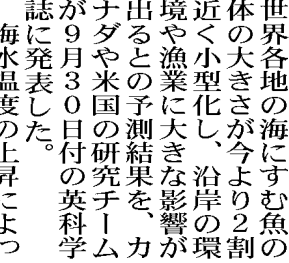 世界各地の海にすむ魚の
体の大きさが今より２割
近く小型化し、沿岸の環
境や漁業に大きな影響が
出るとの予測結果を、カ
ナダや米国の研究チーム
が９月３０日付の英科学
誌に発表した。
　海水温度の上昇によっ